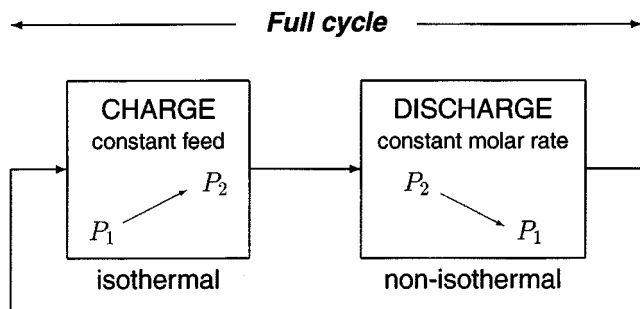 Full cycle
CHARGE
constant feed
P₂
P₁
isothermal
DISCHARGE
constant molar rate
P₂
P₁
non-isothermal